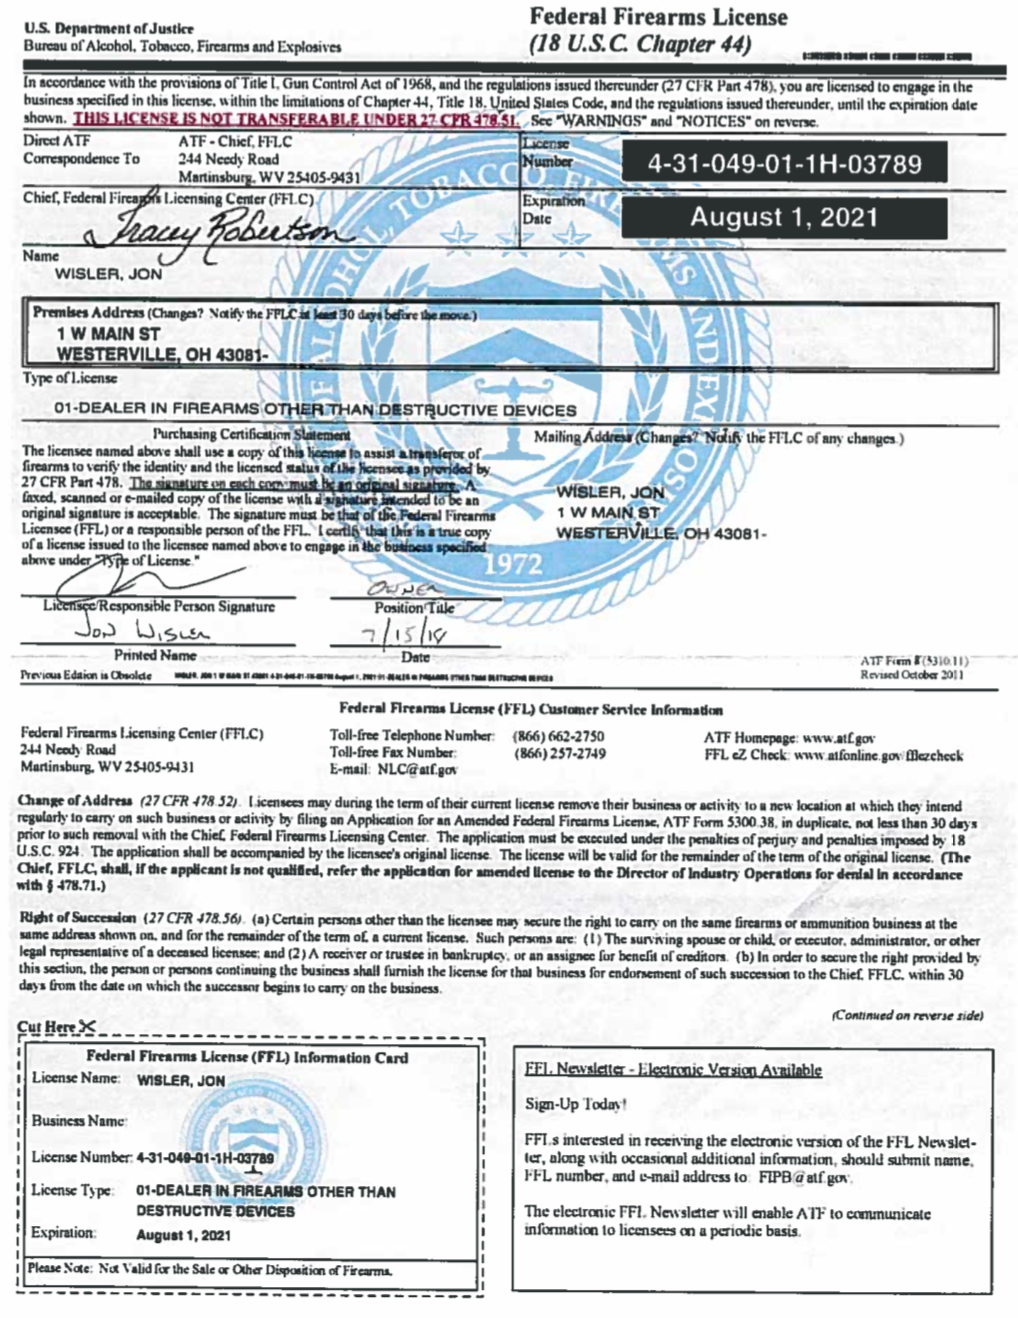 U.S. Department of Justice
Bureau of Alcohol, Tobacco, Firearms and Explosives
Federal Firearms License
(18 U.S.C. Chapter 44)
In accordance with the provisions of Title I, Gun Control Act of 1968, and the regulations issued thereunder (27 CFR Part 478), you are licensed to engage in the
business specified in this license, within the limitations of Chapter 44, Title 18, United States Code, and the regulations issued thereunder, until the expiration date
shown. THIS LICENSE IS NOT TRANSFERABLE UNDER 27 CFR 478.51. See "WARNINGS" and "NOTICES" on reverse.
Direct ATF
Correspondence To
ATF - Chief, FFLC
244 Needy Road
Martinsburg, WV 25405-9431
License
Number
4-31-049-01-1H-03789
Chief, Federal Firearms Licensing Center (FFLC)
Tracey Robertson
Expiration
Date
August 1, 2021
Name
WISLER, JON
Premises Address (Changes? Notify the FFLC at least 30 days before the move.)
1 W MAIN ST
WESTERVILLE, OH 43081-
Type of License
01-DEALER IN FIREARMS OTHER THAN DESTRUCTIVE DEVICES
Purchasing Certification Statement
The licensee named above shall use a copy of this license to assist a transferor of
firearms to verify the identity and the licensed status of the licensee as provided by
27 CFR Part 478. The signature on each copy must be an original signature. A
faxed, scanned or e-mailed copy of the license with a signature intended to be an
original signature is acceptable. The signature must be that of the Federal Firearms
Licensee (FFL) or a responsible person of the FFL. I certify that this is a true copy
of a license issued to the licensee named above to engage in the business specified
above under "Type of License."
Mailing Address (Changes? Notify the FFLC of any changes.)
WISLER, JON
1 W MAIN ST
WESTERVILLE, OH 43081-
1972
OWNER
Licensee/Responsible Person Signature
Position/Title
Jon Wisler
7/15/18
Printed Name
Date
ATF Form 8 (5310.11)
Revised October 2011
Previous Edition is Obsolete
WISLER, JON 1 W MAIN ST 43081 4-31-049-01-1H-03789 August 1, 2021 01-DEALER IN FIREARMS OTHER THAN DESTRUCTIVE DEVICES
Federal Firearms License (FFL) Customer Service Information
Federal Firearms Licensing Center (FFLC)
244 Needy Road
Martinsburg, WV 25405-9431
Toll-free Telephone Number: (866) 662-2750
Toll-free Fax Number: (866) 257-2749
E-mail: NLC@atf.gov
ATF Homepage: www.atf.gov
FFL eZ Check: www.atfonline.gov/fflezcheck
Change of Address (27 CFR 478.52). Licensees may during the term of their current license remove their business or activity to a new location at which they intend
regularly to carry on such business or activity by filing an Application for an Amended Federal Firearms License, ATF Form 5300.38, in duplicate, not less than 30 days
prior to such removal with the Chief, Federal Firearms Licensing Center. The application must be executed under the penalties of perjury and penalties imposed by 18
U.S.C. 924. The application shall be accompanied by the licensee's original license. The license will be valid for the remainder of the term of the original license. (The
Chief, FFLC, shall, if the applicant is not qualified, refer the application for amended license to the Director of Industry Operations for denial in accordance
with § 478.71.)
Right of Succession (27 CFR 478.56). (a) Certain persons other than the licensee may secure the right to carry on the same firearms or ammunition business at the
same address shown on, and for the remainder of the term of, a current license. Such persons are: (1) The surviving spouse or child, or executor, administrator, or other
legal representative of a deceased licensee; and (2) A receiver or trustee in bankruptcy, or an assignee for benefit of creditors. (b) In order to secure the right provided by
this section, the person or persons continuing the business shall furnish the license for that business for endorsement of such succession to the Chief, FFLC, within 30
days from the date on which the successor begins to carry on the business.
(Continued on reverse side)
Cut Here
Federal Firearms License (FFL) Information Card
License Name: WISLER, JON
Business Name:
License Number: 4-31-049-01-1H-03789
License Type: 01-DEALER IN FIREARMS OTHER THAN
DESTRUCTIVE DEVICES
Expiration: August 1, 2021
Please Note: Not Valid for the Sale or Other Disposition of Firearms.
FFL Newsletter - Electronic Version Available
Sign-Up Today!
FFLs interested in receiving the electronic version of the FFL Newslet-
ter, along with occasional additional information, should submit name,
FFL number, and e-mail address to: FIPB@atf.gov.
The electronic FFL Newsletter will enable ATF to communicate
information to licensees on a periodic basis.